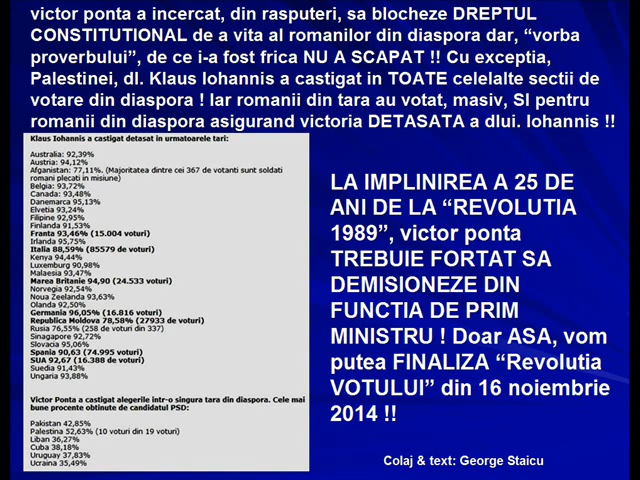 victor ponta a incercat, din rasputeri, sa blocheze DREPTUL
CONSTITUTIONAL de a vita al romanilor din diaspora dar, “vorba
proverbului”, de ce i-a fost frica NU A SCAPAT !! Cu exceptia,
Palestinei, dl. Klaus Iohannis a castigat in TOATE celelalte sectii de
votare din diaspora ! Iar romanii din tara au votat, masiv, SI pentru
romanii din diaspora asigurand victoria DETASATA a dlui. Iohannis !!
Klaus Iohannis a castigat detasat in urmatoarele tari:
Australia: 92,39%
Austria: 94,12%
Afganistan: 77,11%. (Majoritatea dintre cei 367 de votanti sunt soldati
romani plecati in misiune)
Belgia: 93,72%
Canada: 93,48%
Danemarca 95,13%
Elvetia 93,24%
Filipine 92,95%
Finlanda 91,53%
Franta 93,46% (15.004 voturi)
Irlanda 95,75%
Italia 88,59% (85579 de voturi)
Kenya 94,44%
Luxemburg 90,98%
Malaesia 93,47%
Marea Britanie 94,90 (24.533 voturi)
Norvegia 92,54%
Noua Zeelanda 93,63%
Olanda 92,50%
Germania 96,05% (16.816 voturi)
Republica Moldova 78,58% (27933 de voturi)
Rusia 76,55% (258 de voturi din 337)
Sinagapore 92,72%
Slovacia 95,06%
Spania 90,63 (74.995 voturi)
SUA 92,67 (16.388 de voturi)
Suedia 91,43%
Ungaria 93,88%
Victor Ponta a castigat alegerile intr-o singura tara din diaspora. Cele mai
bune procente obtinute de candidatul PSD:
Pakistan 42,85%
Palestina 52,63% (10 voturi din 19 voturi)
Liban 36,27%
Cuba 38,18%
Uruguay 37,83%
Ucraina 35,49%
LA IMPLINIREA A 25 DE
ANI DE LA “REVOLUTIA
1989”, victor ponta
TREBUIE FORTAT SA
DEMISIONEZE DIN
FUNCTIA DE PRIM
MINISTRU ! Doar ASA, vom
putea FINALIZA “Revolutia
VOTULUI” din 16 noiembrie
2014 !!
Colaj & text: George Staicu